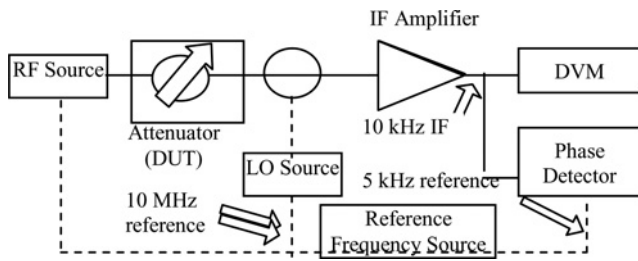 IF Amplifier
RF Source
DVM
Attenuator
(DUT)
10 kHz IF
Phase
Detector
LO Source
5 kHz reference
10 MHz
reference
Reference
Frequency Source